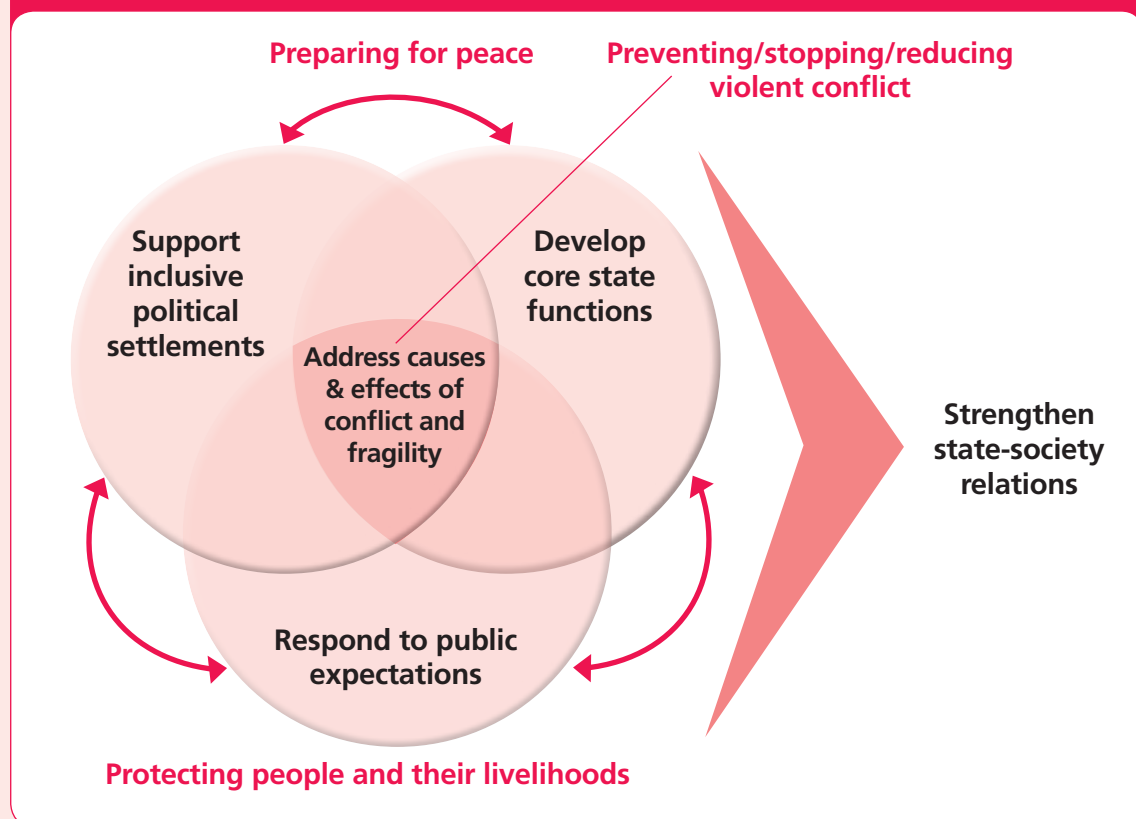 Preparing for peace
Preventing/stopping/reducing
violent conflict
Support
inclusive
political
settlements
Develop
core state
functions
Address causes
& effects of
conflict and
fragility
Strengthen
state-society
relations
Respond to public
expectations
Protecting people and their livelihoods